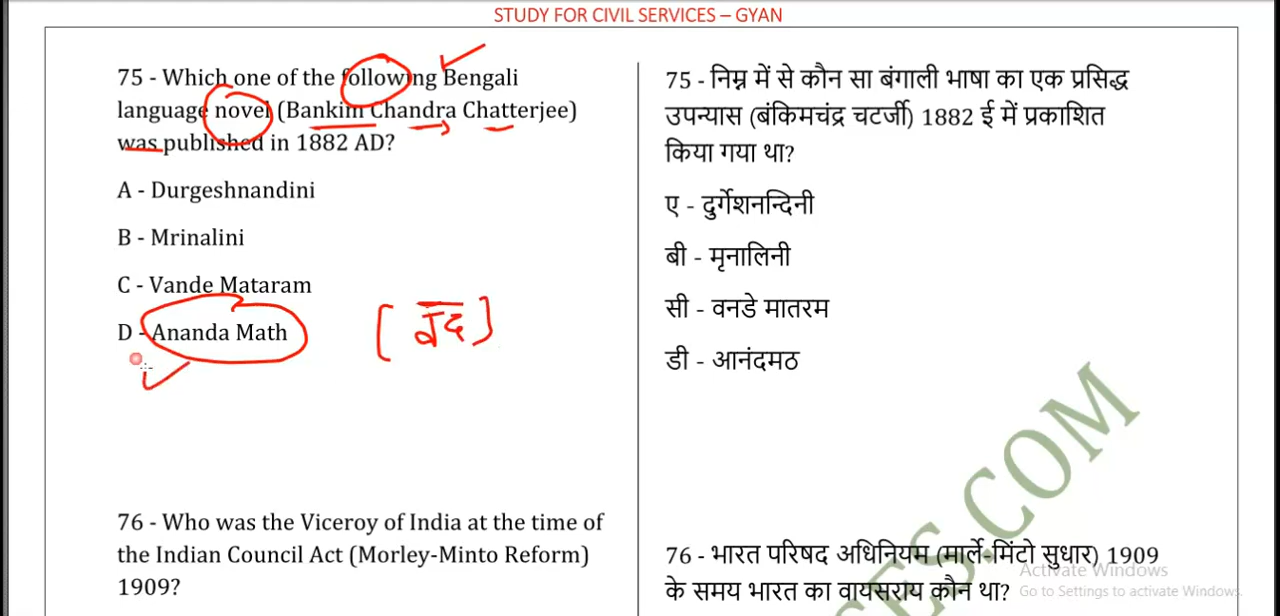 STUDY FOR CIVIL SERVICES – GYAN
75 - Which one of the following Bengali
language novel (Bankim Chandra Chatterjee)
was published in 1882 AD?
A - Durgeshnandini
B - Mrinalini
C - Vande Mataram
D - Ananda Math
76 - Who was the Viceroy of India at the time of
the Indian Council Act (Morley-Minto Reform)
1909?
75 - निम्न में से कौन सा बंगाली भाषा का एक प्रसिद्ध
उपन्यास (बंकिमचंद्र चटर्जी) 1882 ई में प्रकाशित
किया गया था?
ए - दुर्गेशनन्दिनी
बी - मृनालिनी
सी - वनडे मातरम
डी - आनंदमठ
76 - भारत परिषद अधिनियम (मार्ले-मिंटो सुधार) 1909
के समय भारत का वायसराय कौन था?
Activate Windows
Go to Settings to activate Windows.